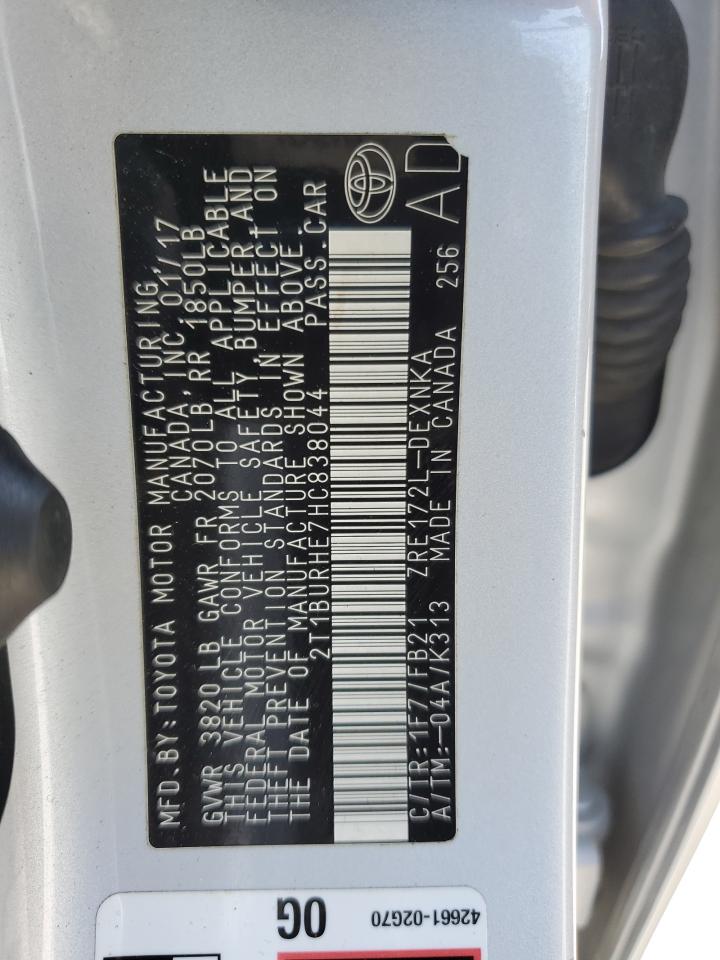 MFD.BY:TOYOTA MOTOR MANUFACTURING,
CANADA, INC. 01/17
GVWR 3820 LB GAWR FR 2070LB,RR 1850LB
THIS VEHICLE CONFORMS TO ALL APPLICABLE
FEDERAL MOTOR VEHICLE SAFETY,BUMPER,AND
THEFT PREVENTION STANDARDS IN EFFECT ON
THE DATE OF MANUFACTURE SHOWN ABOVE.
2T1BURHE7HC838044 PASS.CAR
C/TR:1F7/FB21 ZRE172L-DEXNKA
A/TM:-04A/K313 MADE IN CANADA 256
AD
0G
42661-02G70